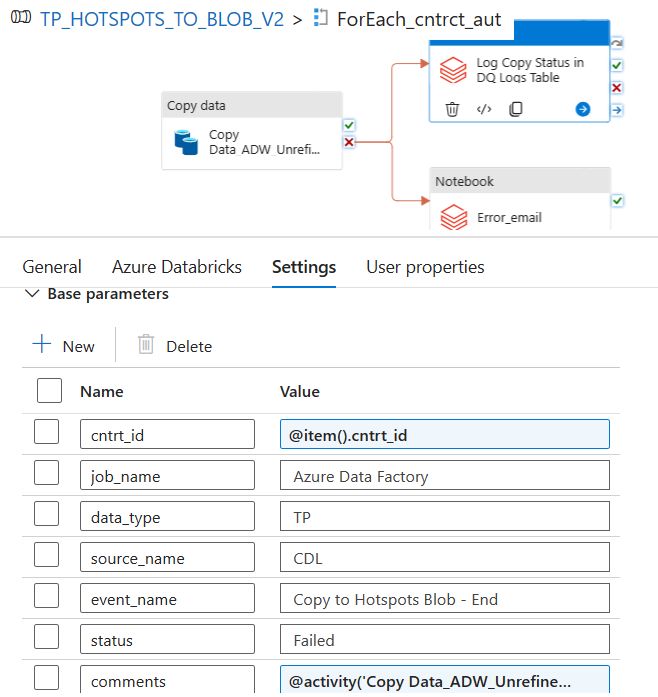 TP_HOTSPOTS_TO_BLOB_V2 > ForEach_cntrct_aut
Log Copy Status in
DQ Logs Table
Copy data
Copy
Data_ADW_Unrefi...
Notebook
Error_email
General Azure Databricks Settings User properties
Base parameters
New Delete
Name Value
cntrt_id @item().cntrt_id
job_name Azure Data Factory
data_type TP
source_name CDL
event_name Copy to Hotspots Blob - End
status Failed
comments @activity('Copy Data_ADW_Unrefine...